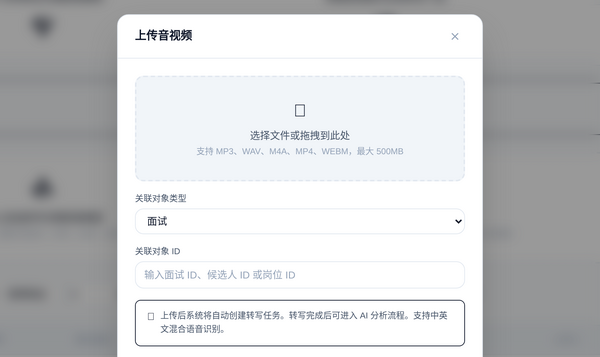 上传音视频
选择文件或拖拽到此处
支持 MP3、WAV、M4A、MP4、WEBM，最大 500MB
关联对象类型
面试
关联对象 ID
输入面试 ID、候选人 ID 或岗位 ID
上传后系统将自动创建转写任务。转写完成后可进入 AI 分析流程。支持中英
文混合语音识别。